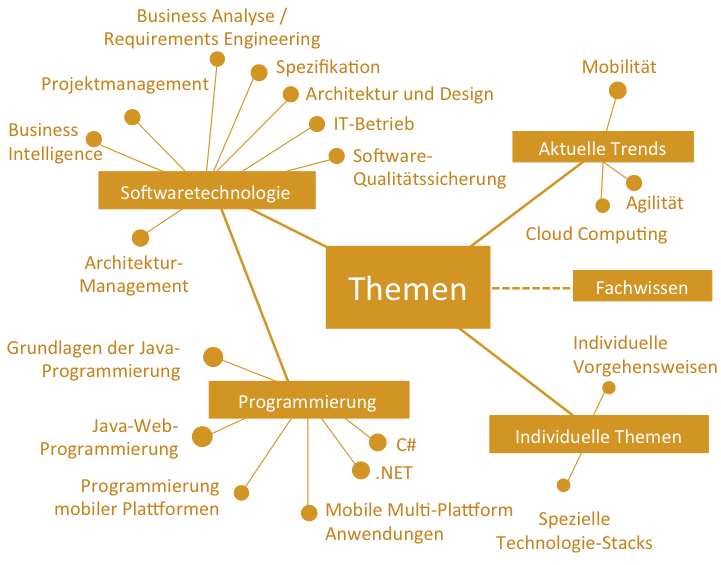 Business Analyse /
Requirements Engineering
Spezifikation
Projektmanagement
Architektur und Design
IT-Betrieb
Business
Intelligence
Software-
Qualitätssicherung
Softwaretechnologie
Architektur-
Management
Mobilität
Aktuelle Trends
Agilität
Cloud Computing
Themen
Fachwissen
Individuelle
Vorgehensweisen
Individuelle Themen
Spezielle
Technologie-Stacks
Grundlagen der Java-
Programmierung
Programmierung
Java-Web-
Programmierung
C#
.NET
Programmierung
mobiler Plattformen
Mobile Multi-Plattform
Anwendungen